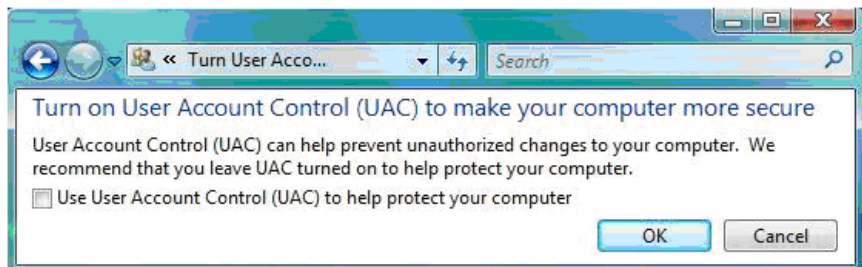 « Turn User Acco...
Search
Turn on User Account Control (UAC) to make your computer more secure
User Account Control (UAC) can help prevent unauthorized changes to your computer. We
recommend that you leave UAC turned on to help protect your computer.
Use User Account Control (UAC) to help protect your computer
OK
Cancel